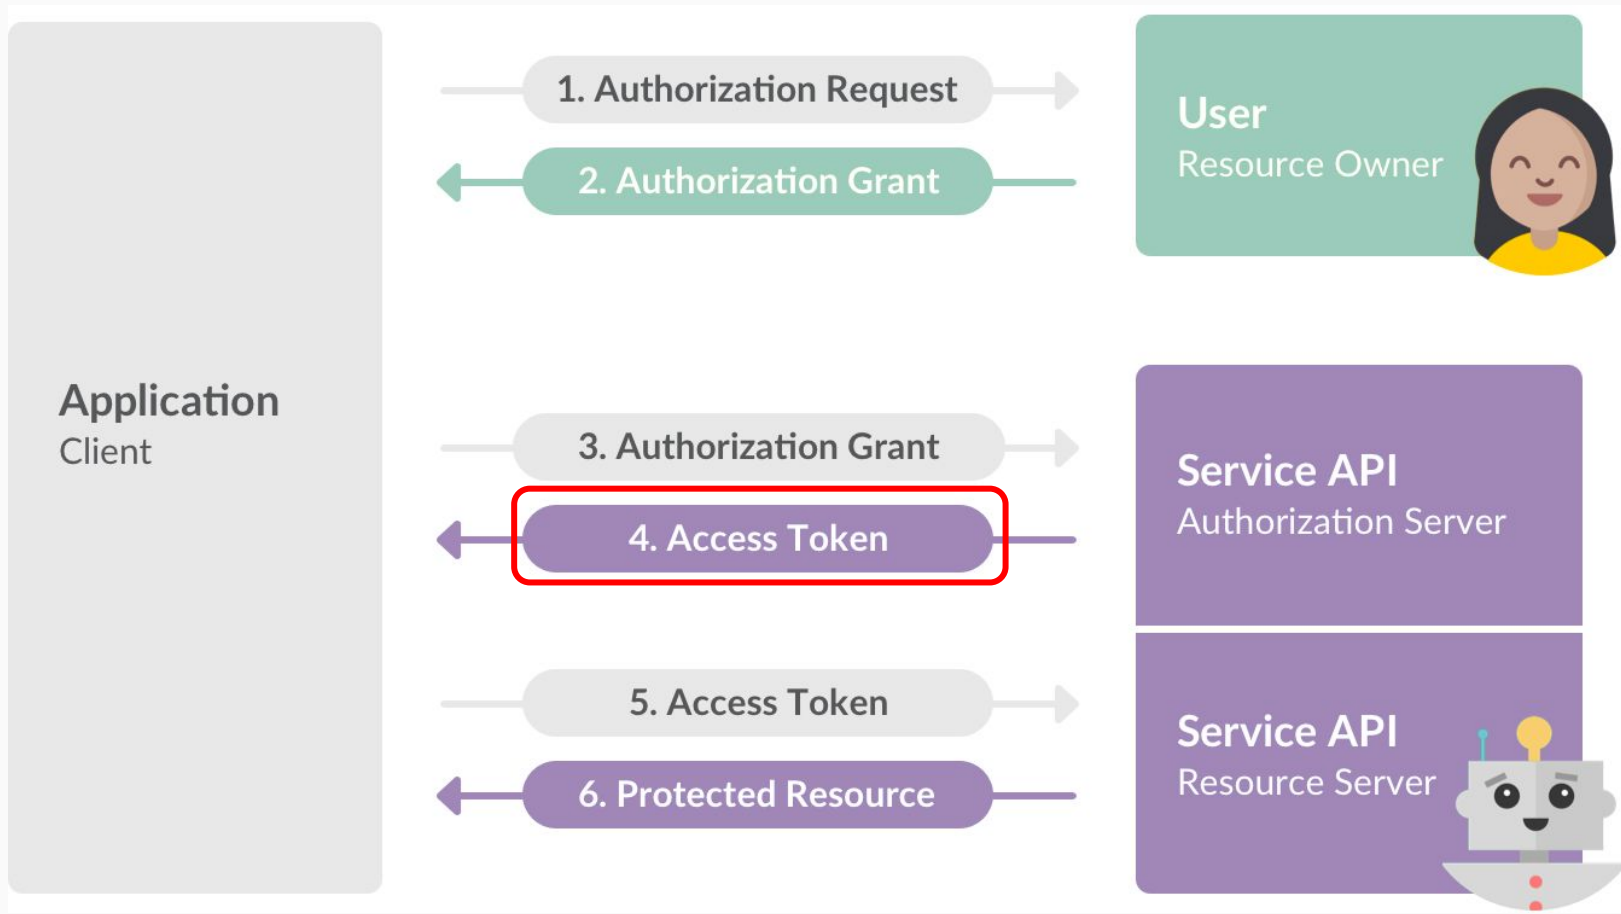 1. Authorization Request
2. Authorization Grant
User
Resource Owner
Application
Client
3. Authorization Grant
4. Access Token
Service API
Authorization Server
5. Access Token
6. Protected Resource
Service API
Resource Server